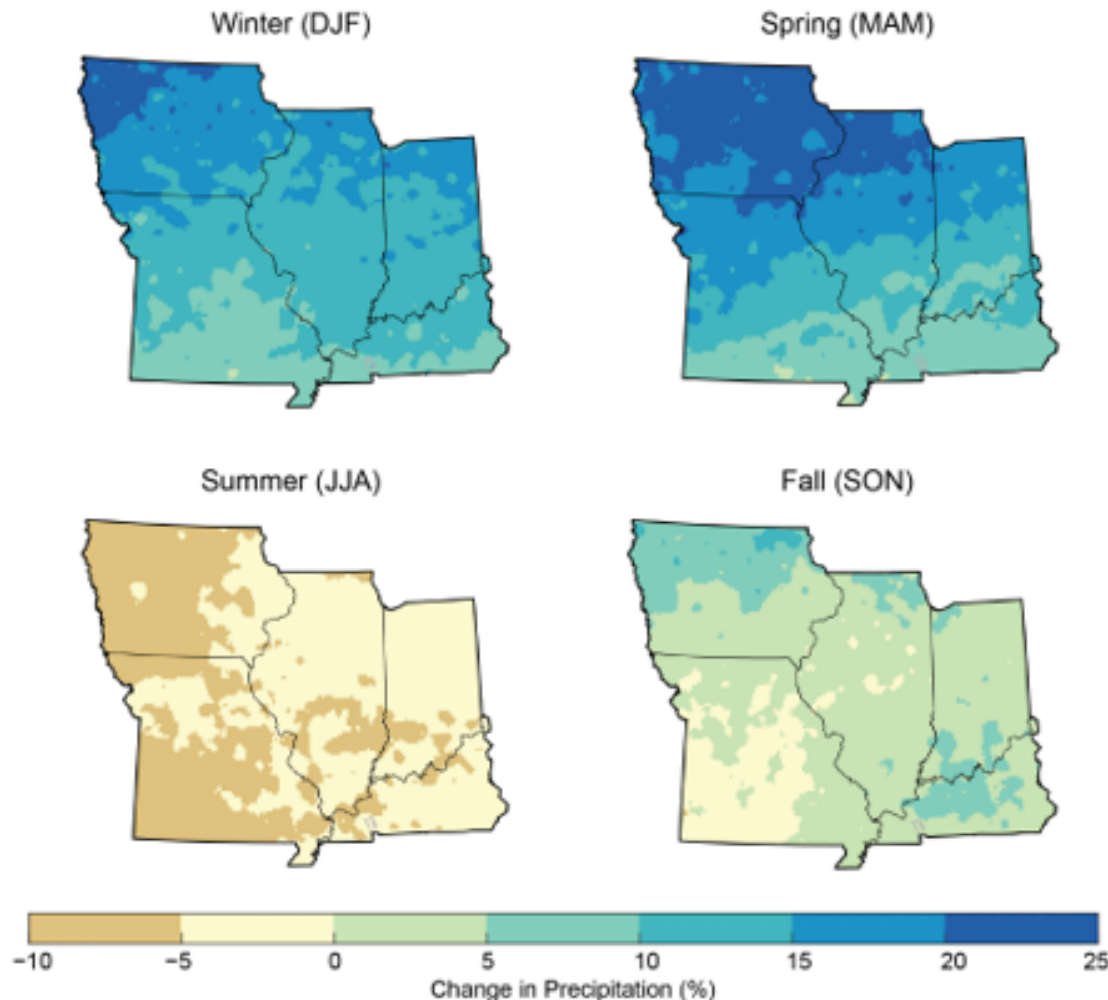 Winter (DJF)
Spring (MAM)
Summer (JJA)
Fall (SON)
−10 −5 0 5 10 15 20 25
Change in Precipitation (%)